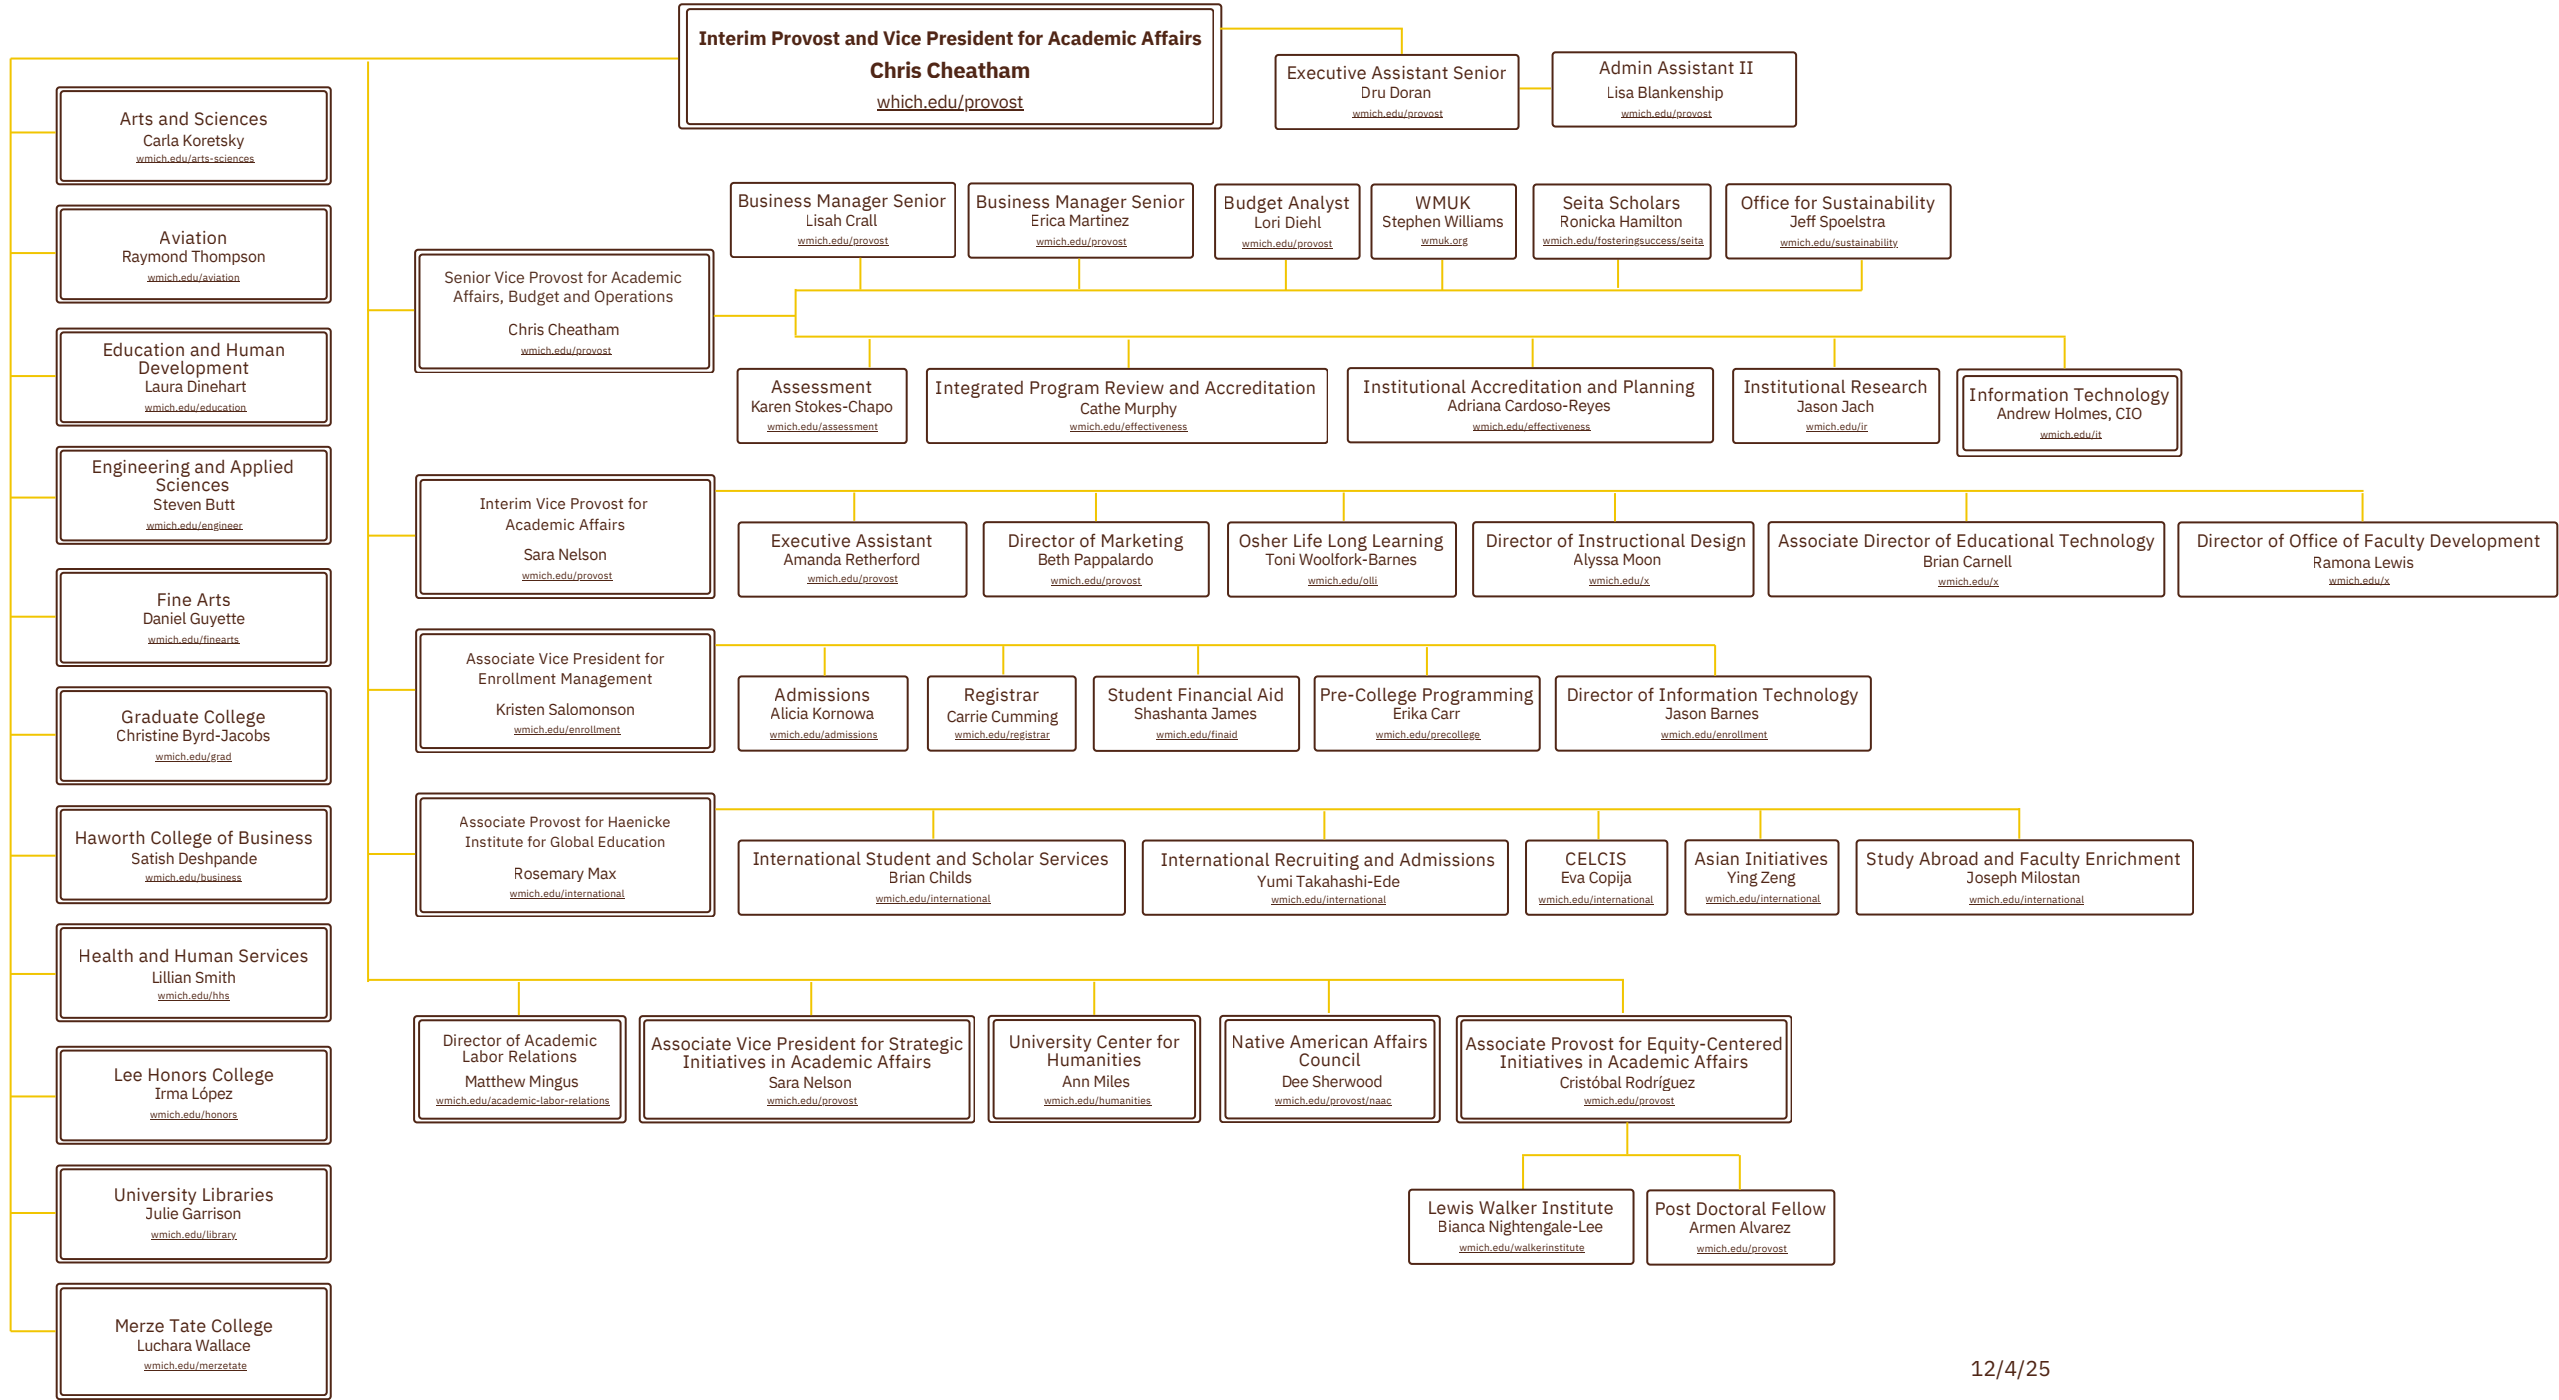 Interim Provost and Vice President for Academic Affairs
Chris Cheatham
which.edu/provost
Executive Assistant Senior
Dru Doran
wmich.edu/provost
Admin Assistant II
Lisa Blankenship
wmich.edu/provost
Arts and Sciences
Carla Koretsky
wmich.edu/arts-sciences
Aviation
Raymond Thompson
wmich.edu/aviation
Education and Human
Development
Laura Dinehart
wmich.edu/education
Engineering and Applied
Sciences
Steven Butt
wmich.edu/engineer
Fine Arts
Daniel Guyette
wmich.edu/finearts
Graduate College
Christine Byrd-Jacobs
wmich.edu/grad
Haworth College of Business
Satish Deshpande
wmich.edu/business
Health and Human Services
Lillian Smith
wmich.edu/hhs
Lee Honors College
Irma López
wmich.edu/honors
University Libraries
Julie Garrison
wmich.edu/library
Merze Tate College
Luchara Wallace
wmich.edu/merzetate
Senior Vice Provost for Academic
Affairs, Budget and Operations
Chris Cheatham
wmich.edu/provost
Business Manager Senior
Lisah Crall
wmich.edu/provost
Business Manager Senior
Erica Martinez
wmich.edu/provost
Budget Analyst
Lori Diehl
wmich.edu/provost
WMUK
Stephen Williams
wmuk.org
Seita Scholars
Ronicka Hamilton
wmich.edu/fosteringsuccess/seita
Office for Sustainability
Jeff Spoelstra
wmich.edu/sustainability
Assessment
Karen Stokes-Chapo
wmich.edu/assessment
Integrated Program Review and Accreditation
Cathe Murphy
wmich.edu/effectiveness
Institutional Accreditation and Planning
Adriana Cardoso-Reyes
wmich.edu/effectiveness
Institutional Research
Jason Jach
wmich.edu/ir
Information Technology
Andrew Holmes, CIO
wmich.edu/it
Interim Vice Provost for
Academic Affairs
Sara Nelson
wmich.edu/provost
Executive Assistant
Amanda Retherford
wmich.edu/provost
Director of Marketing
Beth Pappalardo
wmich.edu/provost
Osher Life Long Learning
Toni Woolfork-Barnes
wmich.edu/olli
Director of Instructional Design
Alyssa Moon
wmich.edu/x
Associate Director of Educational Technology
Brian Carnell
wmich.edu/x
Director of Office of Faculty Development
Ramona Lewis
wmich.edu/x
Associate Vice President for
Enrollment Management
Kristen Salomonson
wmich.edu/enrollment
Admissions
Alicia Kornowa
wmich.edu/admissions
Registrar
Carrie Cumming
wmich.edu/registrar
Student Financial Aid
Shashanta James
wmich.edu/finaid
Pre-College Programming
Erika Carr
wmich.edu/precollege
Director of Information Technology
Jason Barnes
wmich.edu/enrollment
Associate Provost for Haenicke
Institute for Global Education
Rosemary Max
wmich.edu/international
International Student and Scholar Services
Brian Childs
wmich.edu/international
International Recruiting and Admissions
Yumi Takahashi-Ede
wmich.edu/international
CELCIS
Eva Copija
wmich.edu/international
Asian Initiatives
Ying Zeng
wmich.edu/international
Study Abroad and Faculty Enrichment
Joseph Milostan
wmich.edu/international
Director of Academic
Labor Relations
Matthew Mingus
wmich.edu/academic-labor-relations
Associate Vice President for Strategic
Initiatives in Academic Affairs
Sara Nelson
wmich.edu/provost
University Center for
Humanities
Ann Miles
wmich.edu/humanities
Native American Affairs
Council
Dee Sherwood
wmich.edu/provost/naac
Associate Provost for Equity-Centered
Initiatives in Academic Affairs
Cristóbal Rodríguez
wmich.edu/provost
Lewis Walker Institute
Bianca Nightengale-Lee
wmich.edu/walkerinstitute
Post Doctoral Fellow
Armen Alvarez
wmich.edu/provost
12/4/25